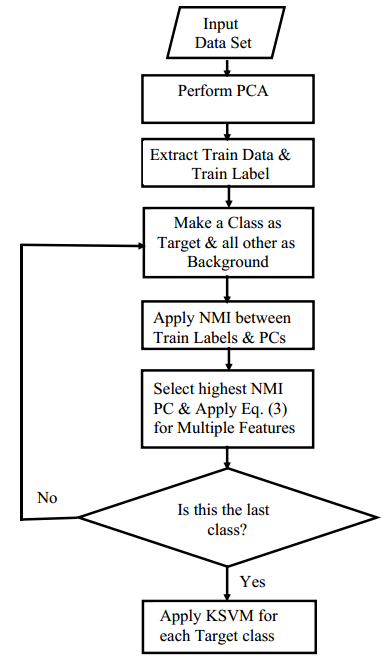 Input
Data Set
Perform PCA
Extract Train Data &
Train Label
Make a Class as
Target & all other as
Background
Apply NMI between
Train Labels & PCs
Select highest NMI
PC & Apply Eq. (3)
for Multiple Features
Is this the last
class?
No
Yes
Apply KSVM for
each Target class